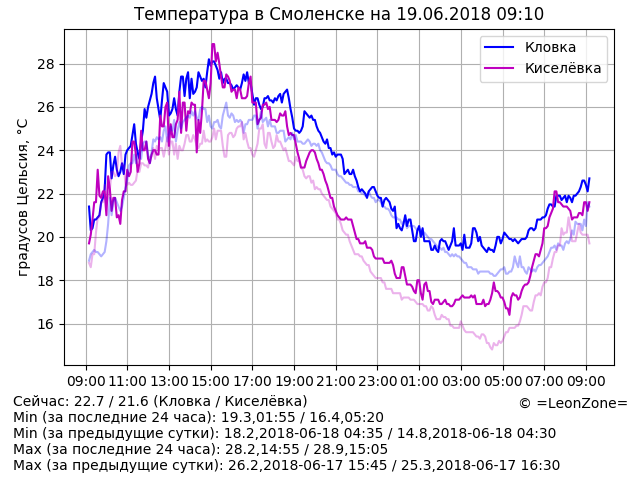 Температура в Смоленске на 19.06.2018 09:10
Кловка
Киселёвка
градусов Цельсия, °C
28
26
24
22
20
18
16
09:00 11:00 13:00 15:00 17:00 19:00 21:00 23:00 01:00 03:00 05:00 07:00 09:00
Сейчас: 22.7 / 21.6 (Кловка / Киселёвка)
© =LeonZone=
Min (за последние 24 часа): 19.3,01:55 / 16.4,05:20
Min (за предыдущие сутки): 18.2,2018-06-18 04:35 / 14.8,2018-06-18 04:30
Max (за последние 24 часа): 28.2,14:55 / 28.9,15:05
Max (за предыдущие сутки): 26.2,2018-06-17 15:45 / 25.3,2018-06-17 16:30